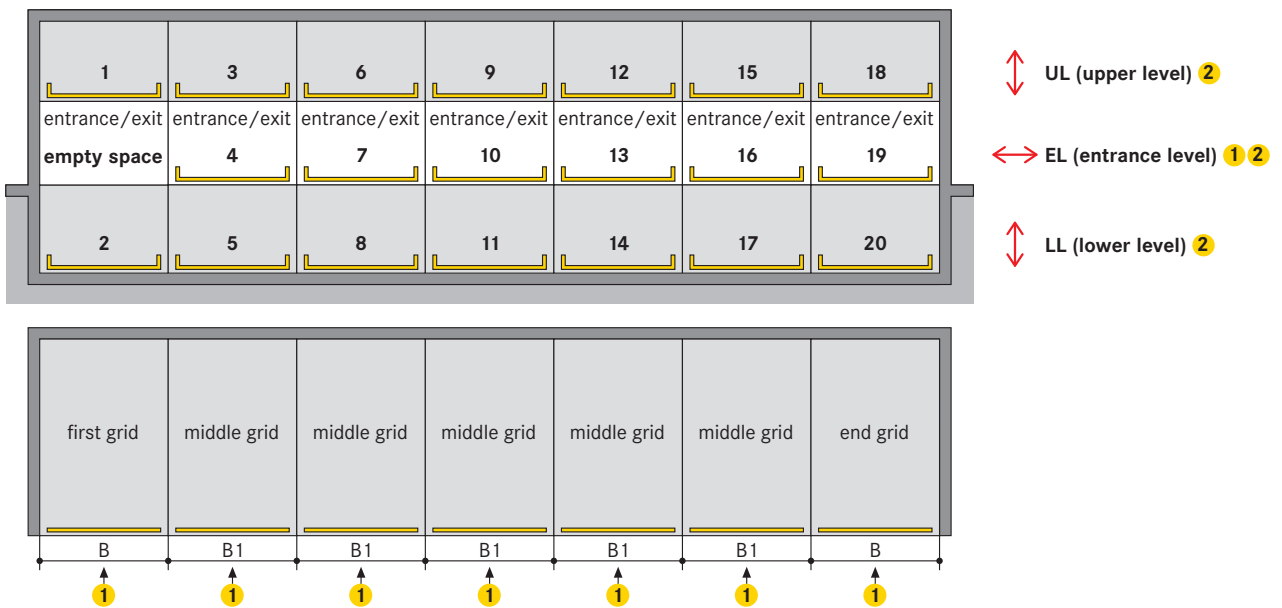 1 3 6 9 12 15 18
UL (upper level) 2
entrance/exit entrance/exit entrance/exit entrance/exit entrance/exit entrance/exit entrance/exit
empty space 4 7 10 13 16 19
EL (entrance level) 1 2
2 5 8 11 14 17 20
LL (lower level) 2
first grid middle grid middle grid middle grid middle grid middle grid end grid
B B1 B1 B1 B1 B1 B
1 1 1 1 1 1 1